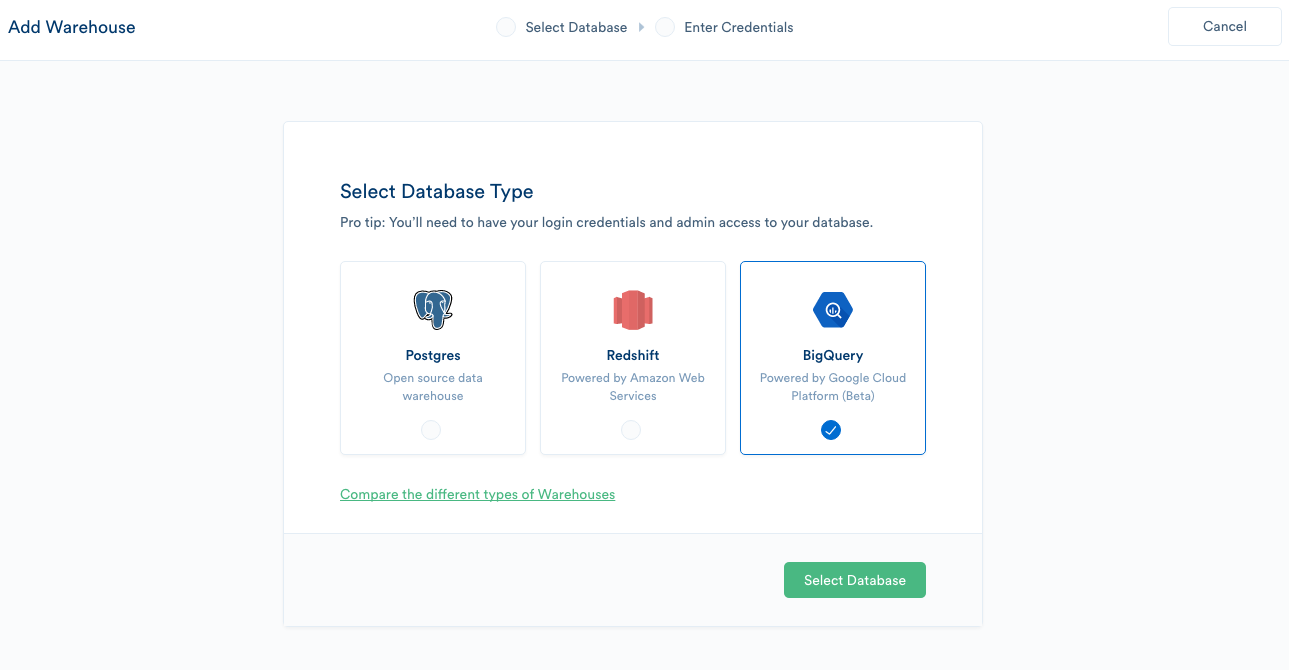 Add Warehouse
Select Database
Enter Credentials
Cancel
Select Database Type
Pro tip: You’ll need to have your login credentials and admin access to your database.
Postgres
Open source data
warehouse
Redshift
Powered by Amazon Web
Services
BigQuery
Powered by Google Cloud
Platform (Beta)
Compare the different types of Warehouses
Select Database